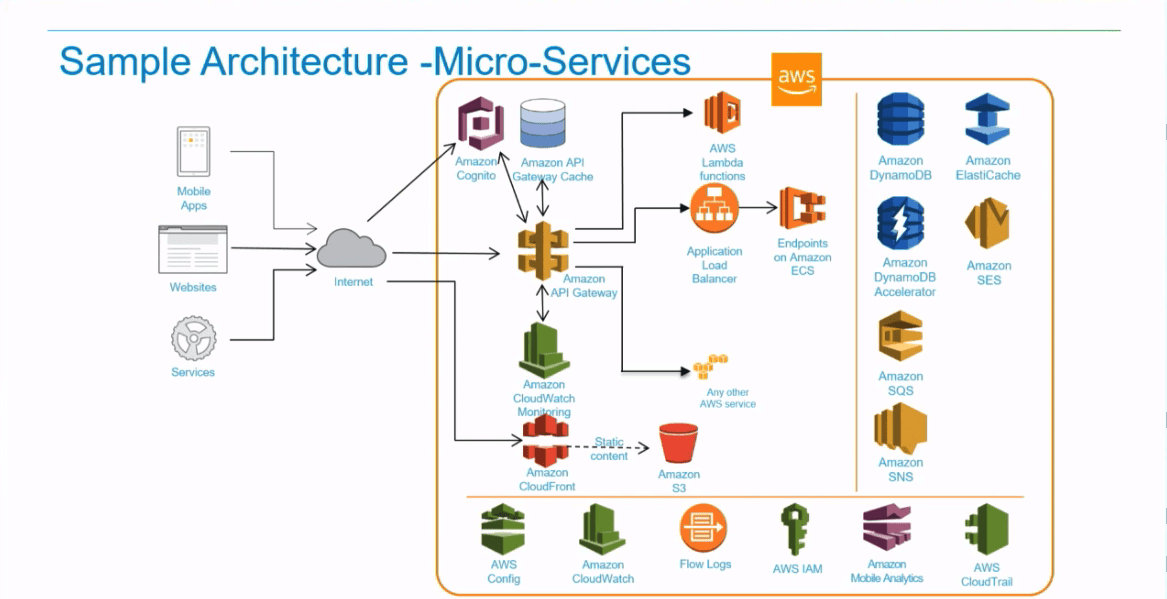 Sample Architecture -Micro-Services
aws
Mobile
Apps
Websites
Services
Internet
Amazon
Cognito
Amazon API
Gateway Cache
Amazon
API Gateway
Amazon
CloudWatch
Monitoring
Amazon
CloudFront
Static
content
Amazon
S3
AWS
Lambda
functions
Application
Load
Balancer
Endpoints
on Amazon
ECS
Any other
AWS service
Amazon
DynamoDB
Amazon
ElastiCache
Amazon
DynamoDB
Accelerator
Amazon
SES
Amazon
SQS
Amazon
SNS
AWS
Config
Amazon
CloudWatch
Flow Logs
AWS IAM
Amazon
Mobile Analytics
AWS
CloudTrail